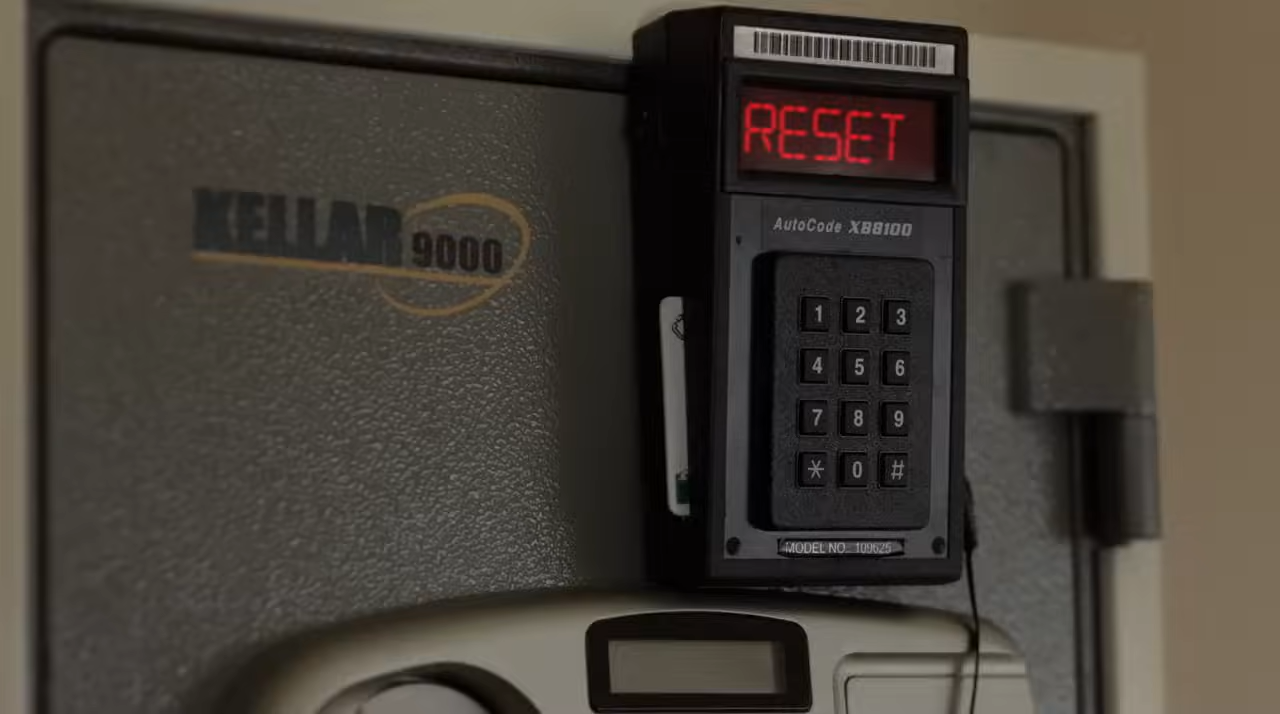 RESET
KELLAR 9000
AutoCode XB8100
1 2 3
4 5 6
7 8 9
* 0 #
MODEL NO. 109625